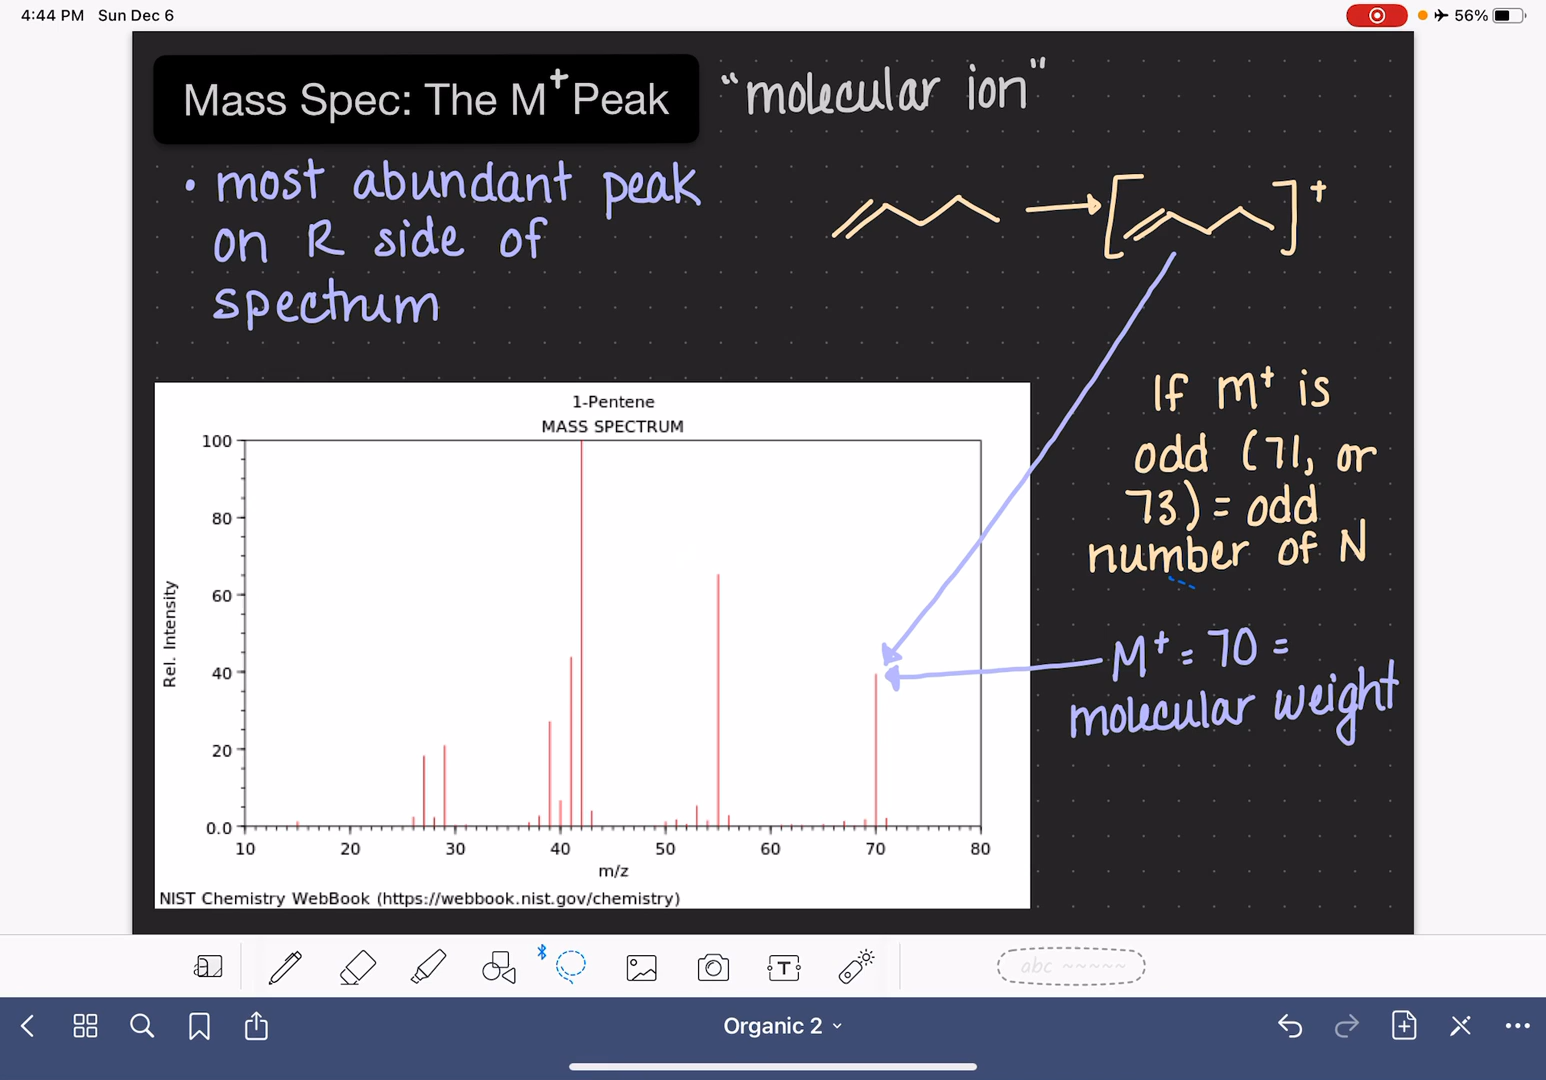 4:44 PM Sun Dec 6
56%
Mass Spec: The M+ Peak "molecular ion"
• most abundant peak
on R side of
spectrum
+
If m+ is
odd (71, or
73) = odd
number of N
M+ = 70 =
molecular weight
1-Pentene
MASS SPECTRUM
100
80
60
40
20
0.0
Rel. Intensity
10 20 30 40 50 60 70 80
m/z
NIST Chemistry WebBook (https://webbook.nist.gov/chemistry)
a
T
abc
Organic 2